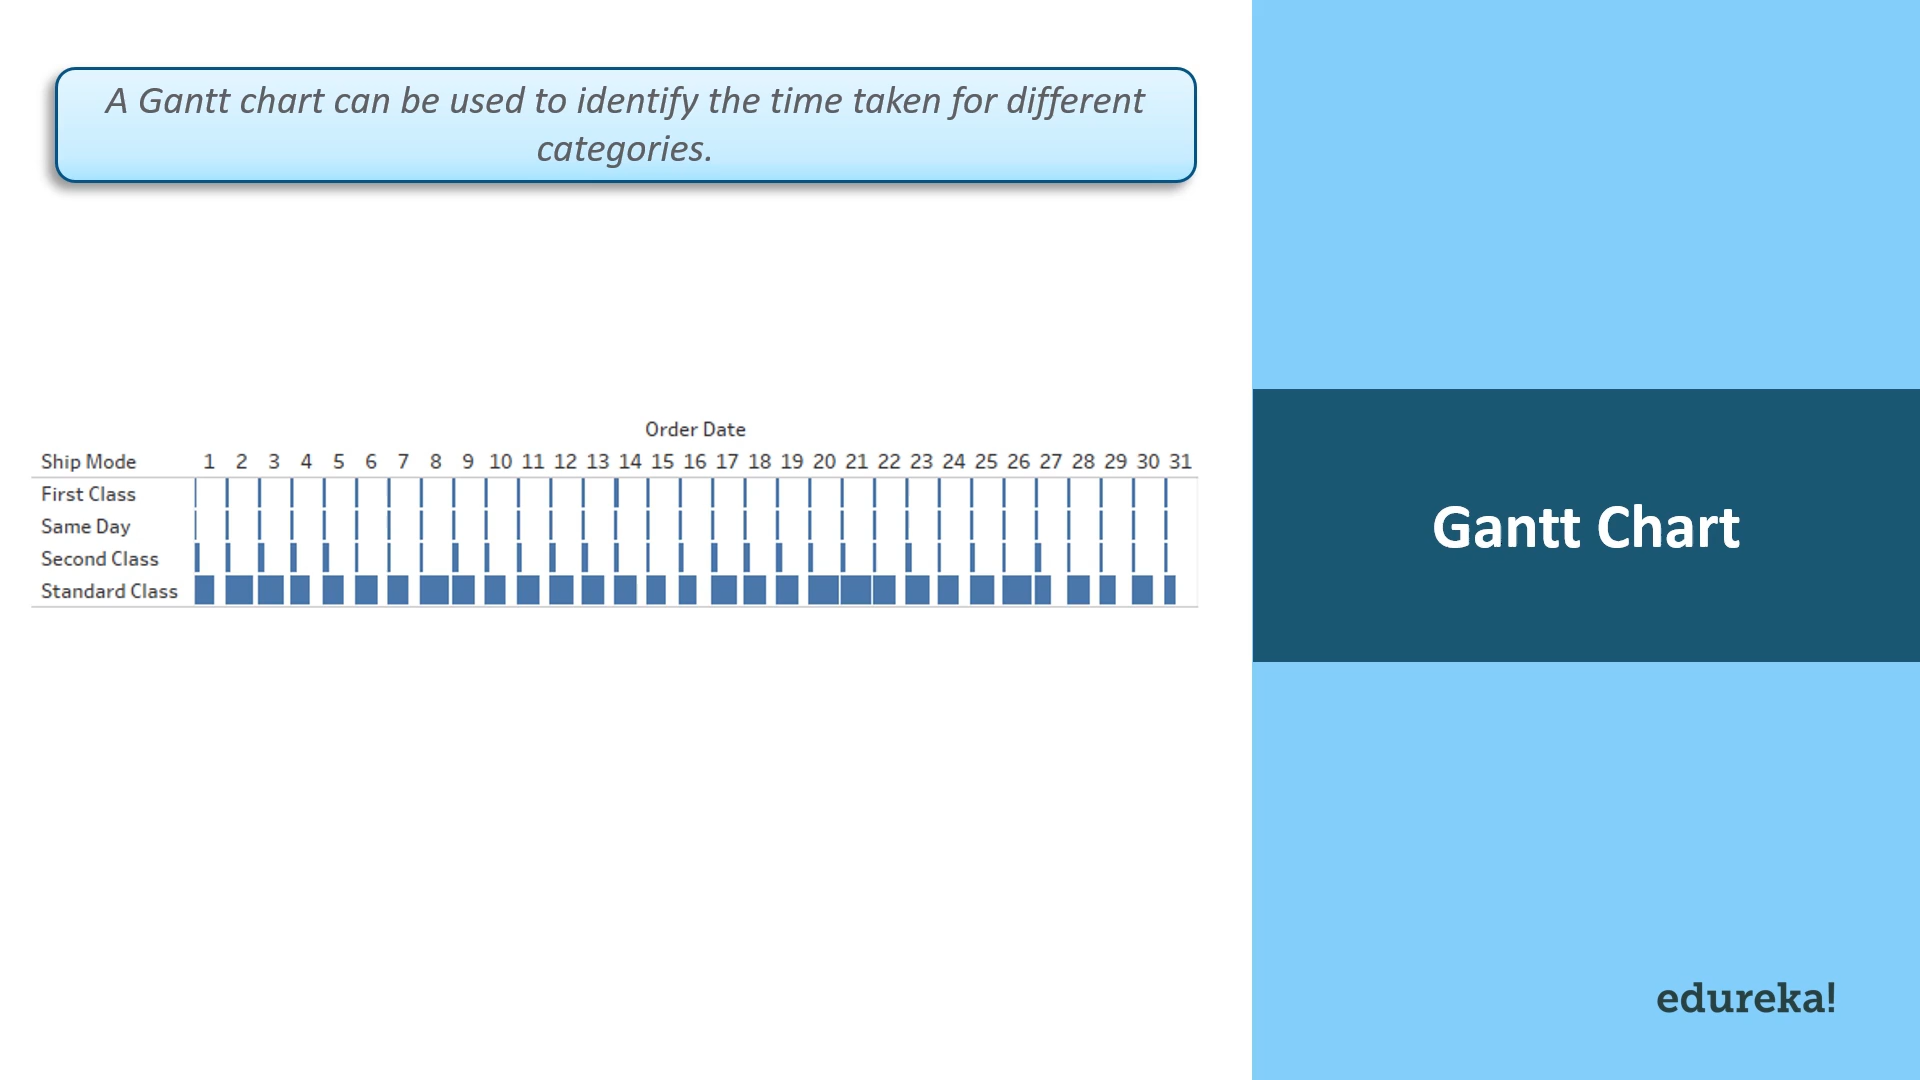 A Gantt chart can be used to identify the time taken for different
categories.
Order Date
Ship Mode 1 2 3 4 5 6 7 8 9 10 11 12 13 14 15 16 17 18 19 20 21 22 23 24 25 26 27 28 29 30 31
First Class
Same Day
Second Class
Standard Class
Gantt Chart
edureka!